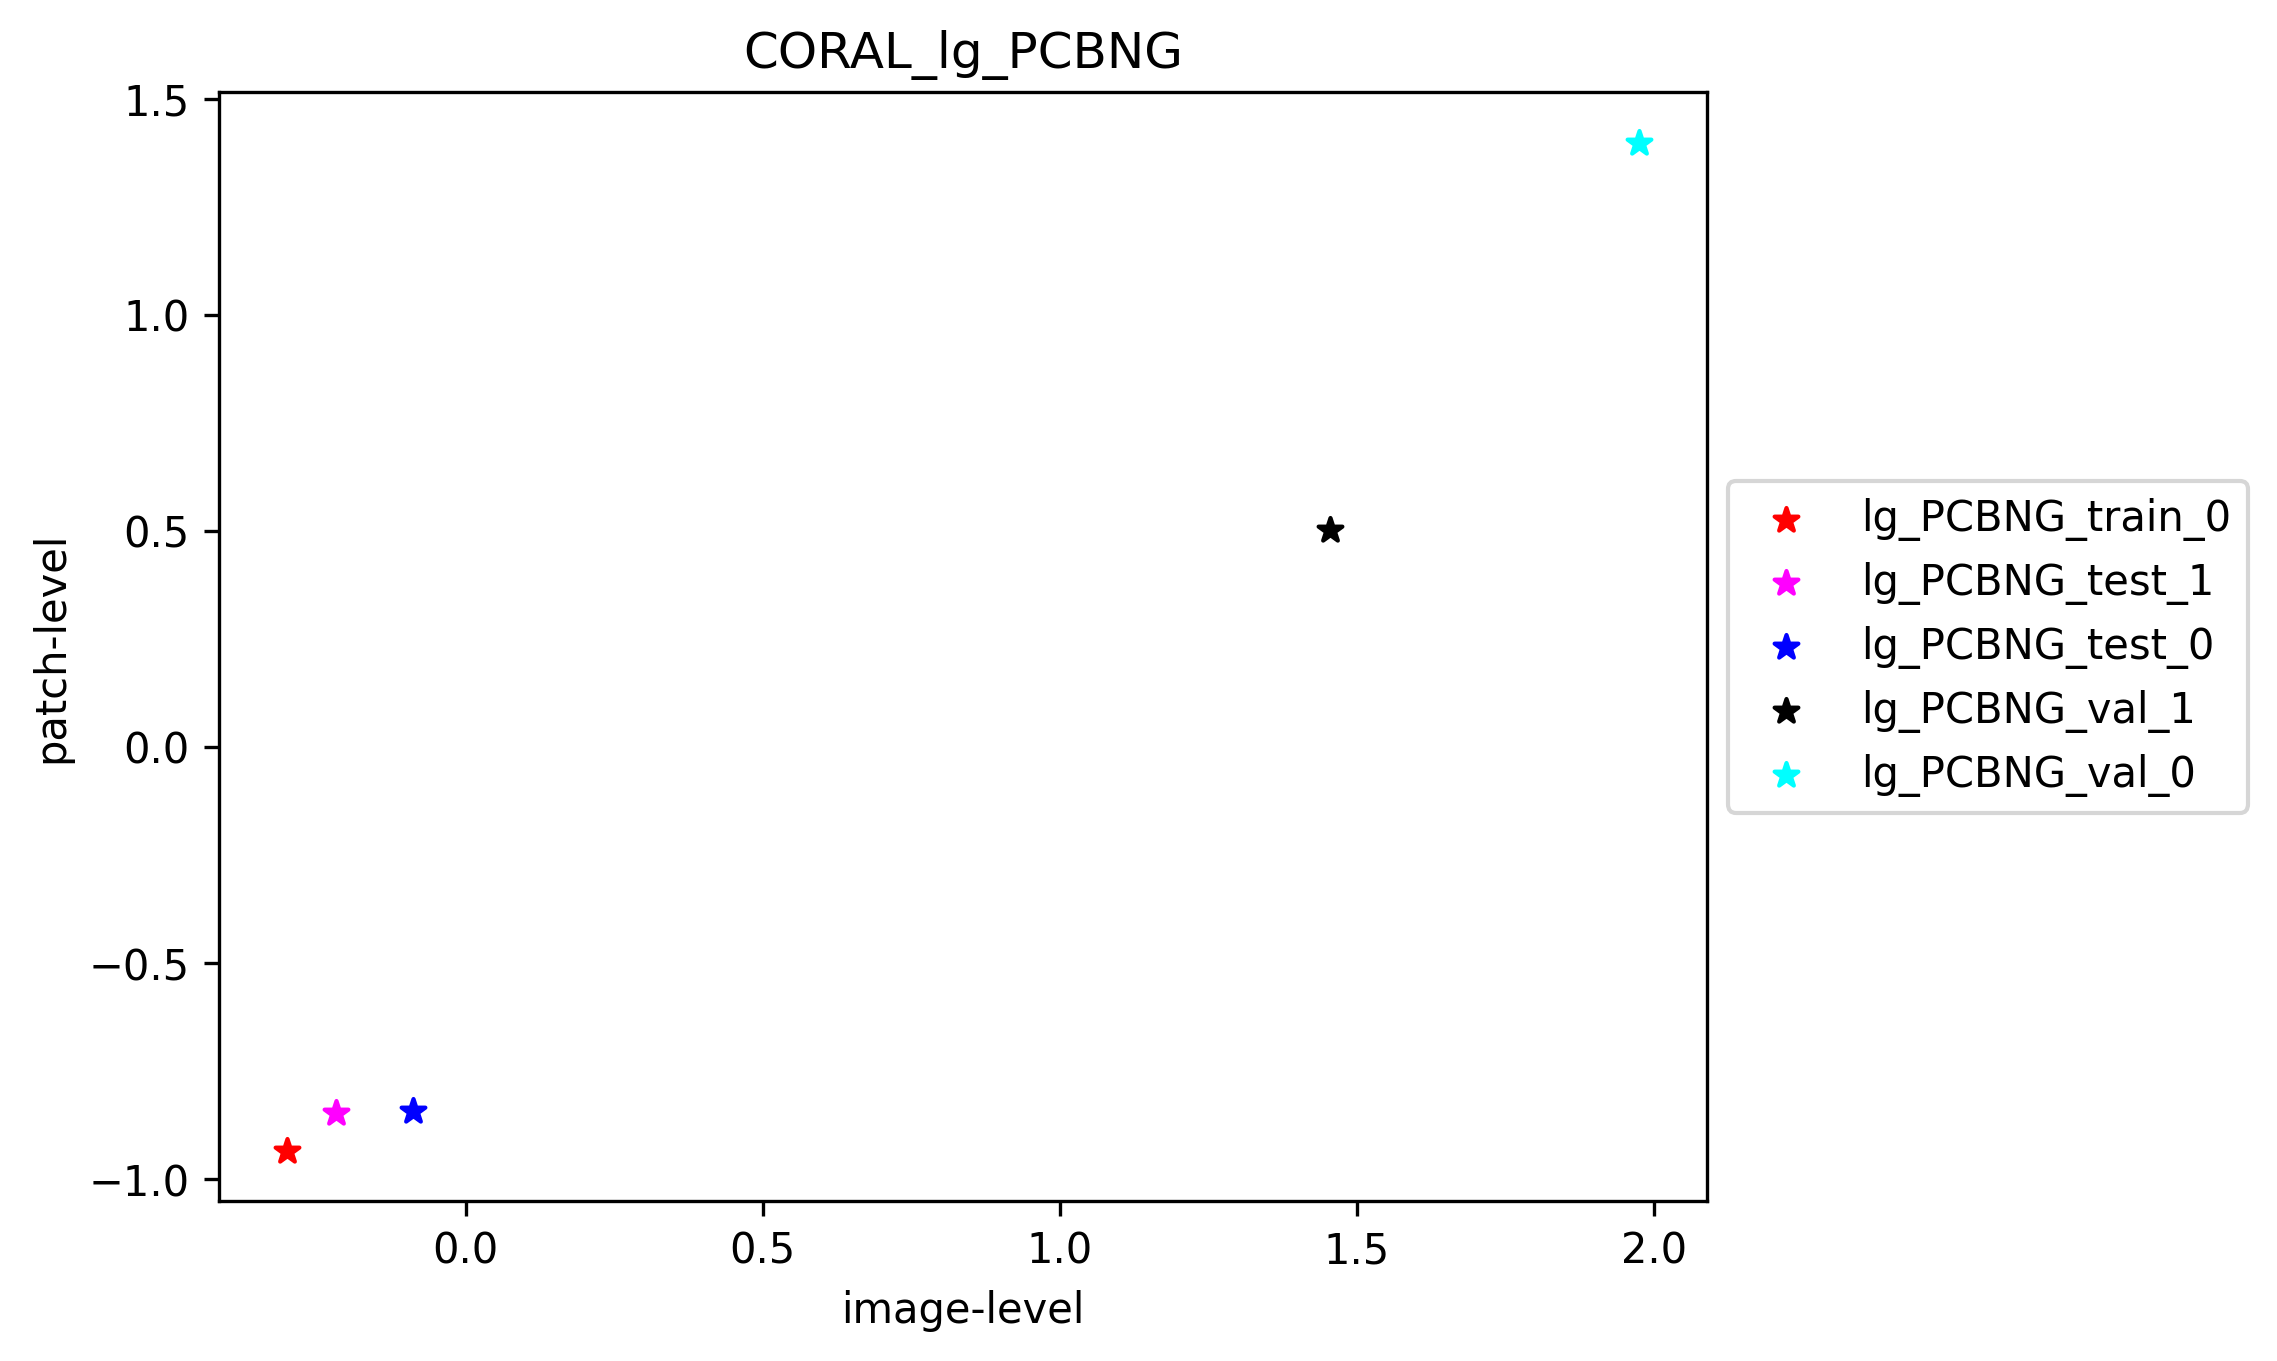 CORAL_lg_PCBNG
1.5
1.0
0.5
0.0
−0.5
−1.0
patch-level
0.0 0.5 1.0 1.5 2.0
image-level
lg_PCBNG_train_0
lg_PCBNG_test_1
lg_PCBNG_test_0
lg_PCBNG_val_1
lg_PCBNG_val_0